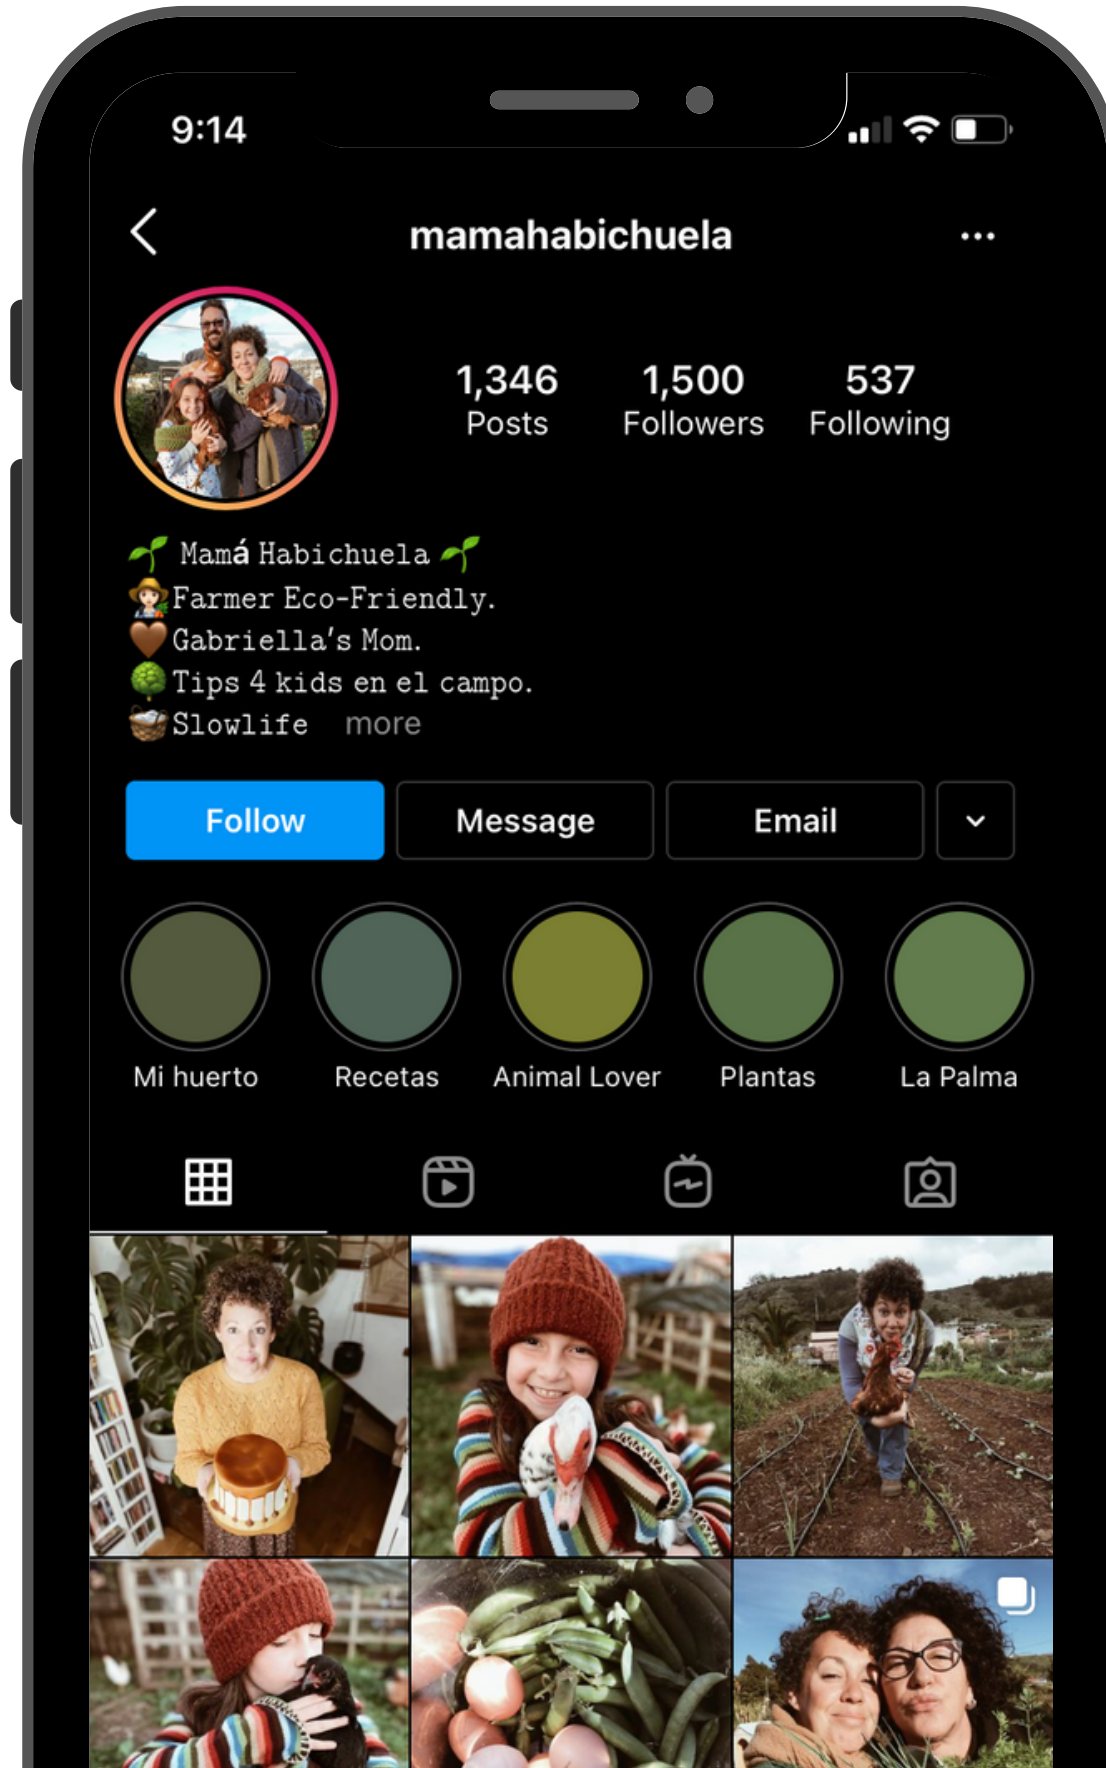 9:14
mamahabichuela
1,346 1,500 537
Posts Followers Following
🌱 Mamá Habichuela 🌱
👩🏻‍🌾Farmer Eco-Friendly.
🤎Gabriella's Mom.
🌳Tips 4 kids en el campo.
🧺Slowlife more
Follow Message Email
Mi huerto Recetas Animal Lover Plantas La Palma